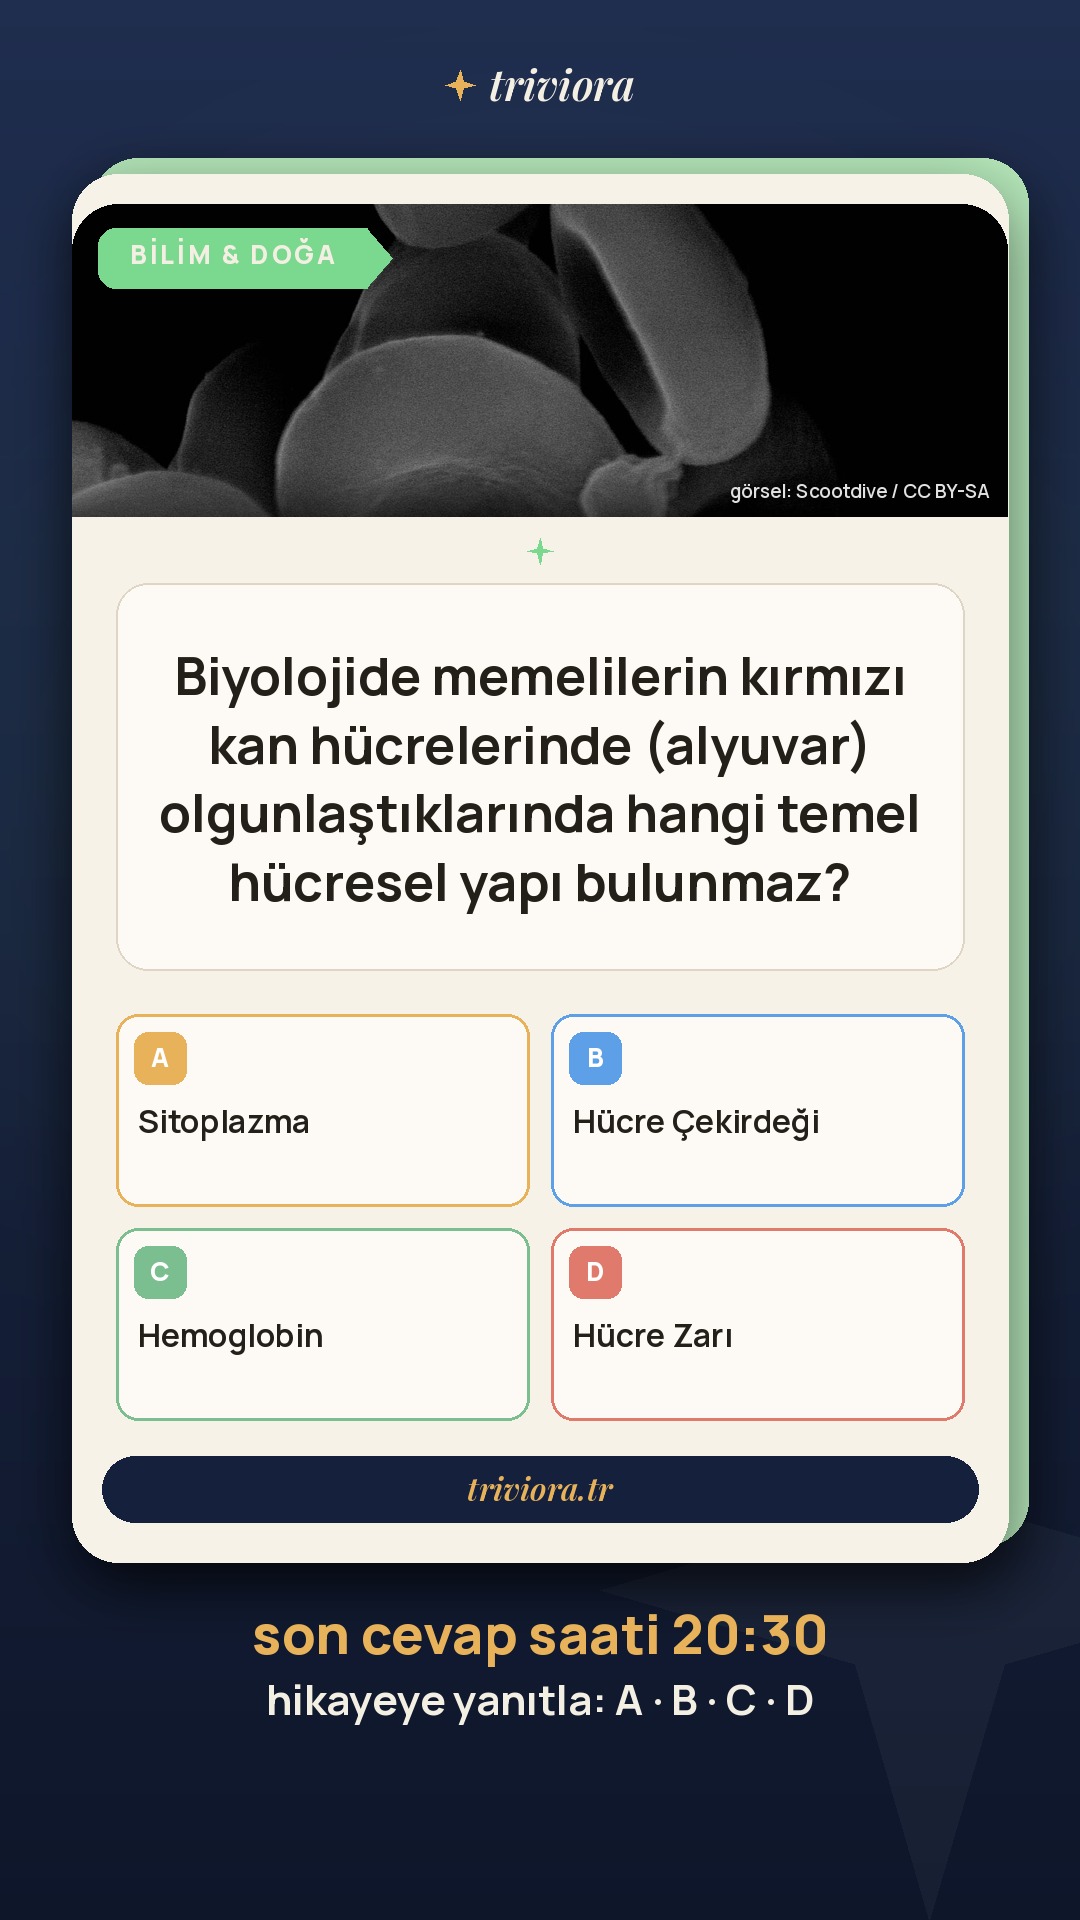 triviora
BİLİM & DOĞA
görsel: Scootdive / CC BY-SA
Biyolojide memelilerin kırmızı
kan hücrelerinde (alyuvar)
olgunlaştıklarında hangi temel
hücresel yapı bulunmaz?
A
Sitoplazma
B
Hücre Çekirdeği
C
Hemoglobin
D
Hücre Zarı
triviora.tr
son cevap saati 20:30
hikayeye yanıtla: A · B · C · D